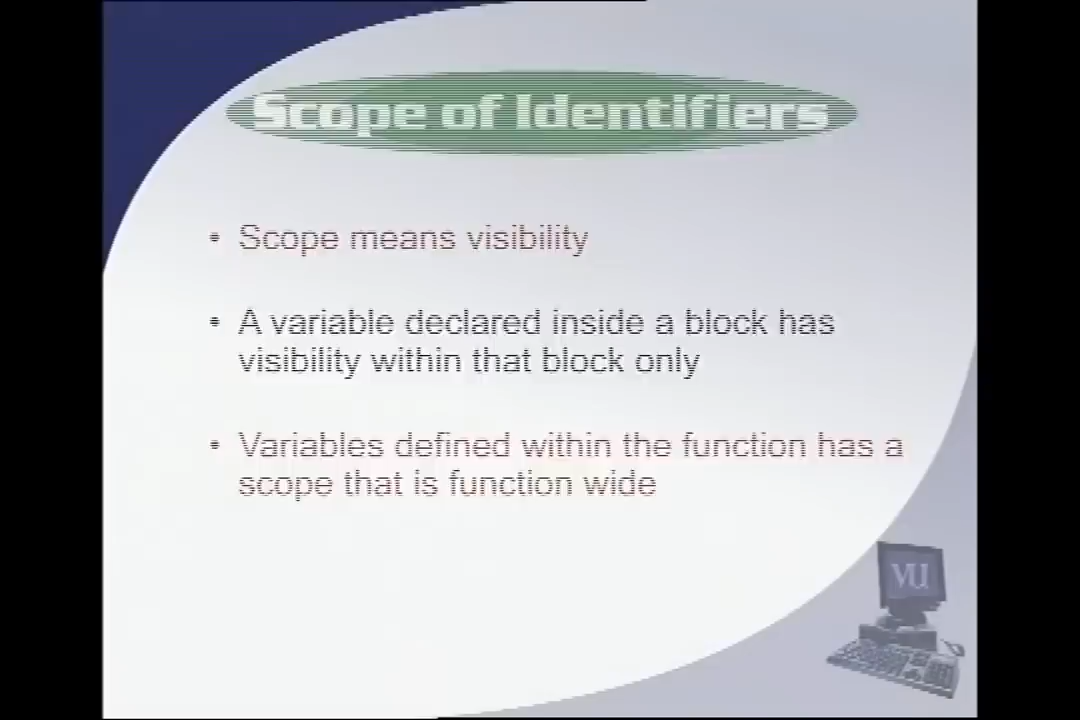 Scope of Identifiers
• Scope means visibility
• A variable declared inside a block has
visibility within that block only
• Variables defined within the function has a
scope that is function wide
VU